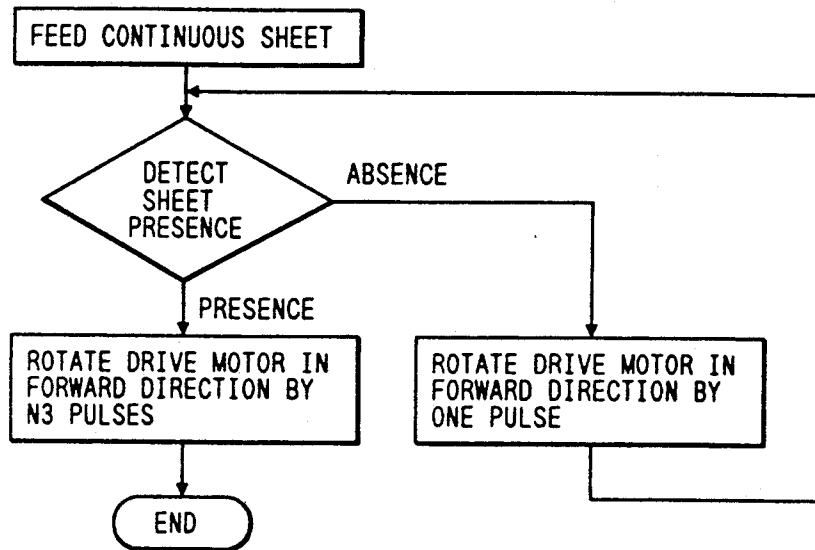 FEED CONTINUOUS SHEET
DETECT
SHEET
PRESENCE
ABSENCE
PRESENCE
ROTATE DRIVE MOTOR IN
FORWARD DIRECTION BY
N3 PULSES
ROTATE DRIVE MOTOR IN
FORWARD DIRECTION BY
ONE PULSE
END